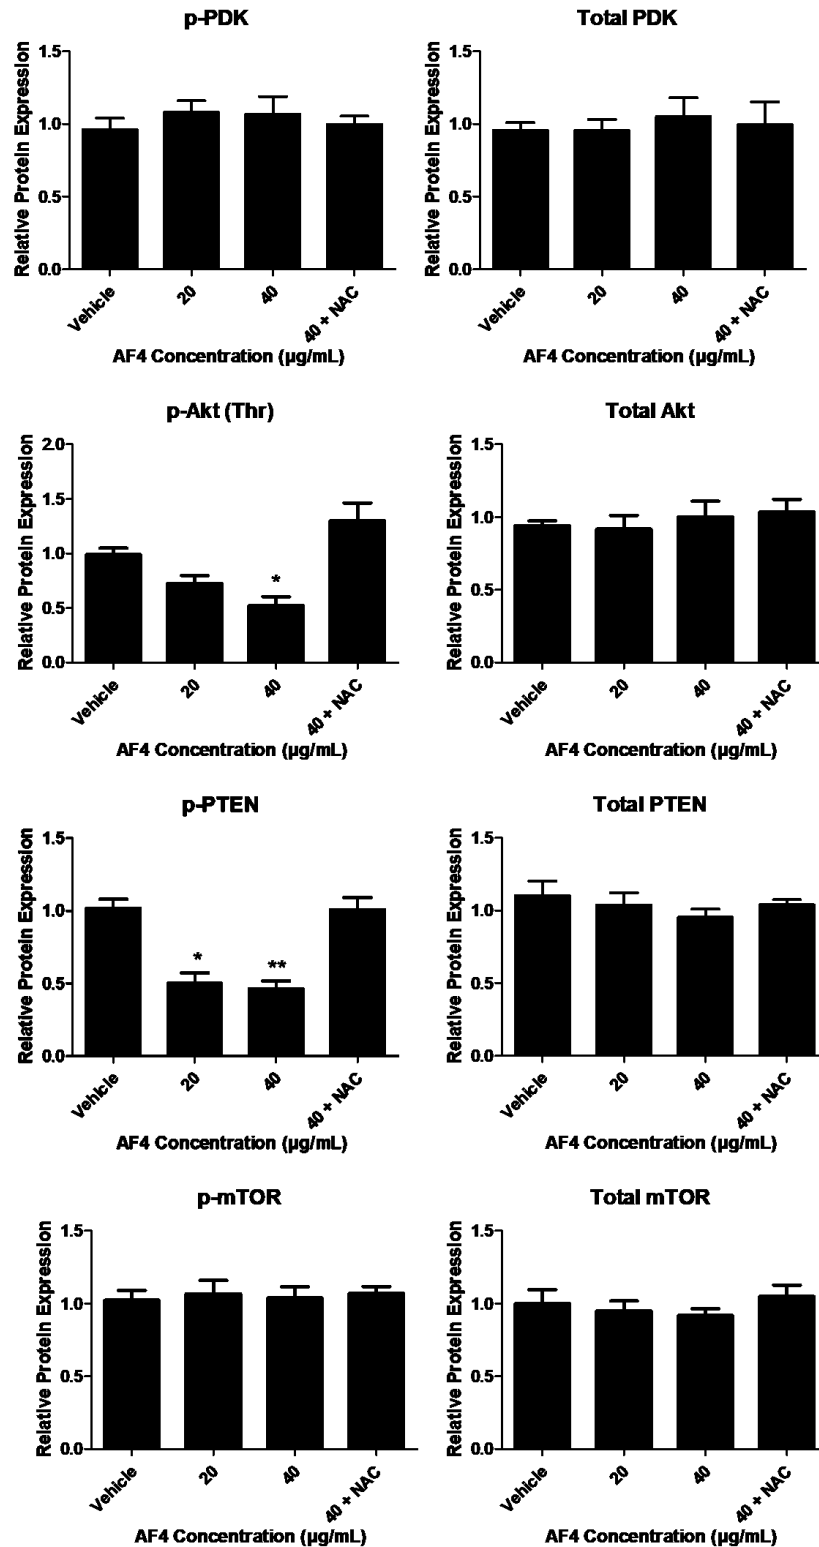 p-PDK
Relative Protein Expression
1.5
1.0
0.5
0.0
Vehicle
20
40
40 + NAC
AF4 Concentration (µg/mL)
Total PDK
Relative Protein Expression
1.5
1.0
0.5
0.0
Vehicle
20
40
40 + NAC
AF4 Concentration (µg/mL)
p-Akt (Thr)
Relative Protein Expression
2.0
1.5
1.0
0.5
0.0
*
Vehicle
20
40
40 + NAC
AF4 Concentration (µg/mL)
Total Akt
Relative Protein Expression
1.5
1.0
0.5
0.0
Vehicle
20
40
40 + NAC
AF4 Concentration (µg/mL)
p-PTEN
Relative Protein Expression
1.5
1.0
0.5
0.0
*
**
Vehicle
20
40
40 + NAC
AF4 Concentration (µg/mL)
Total PTEN
Relative Protein Expression
1.5
1.0
0.5
0.0
Vehicle
20
40
40 + NAC
AF4 Concentration (µg/mL)
p-mTOR
Relative Protein Expression
1.5
1.0
0.5
0.0
Vehicle
20
40
40 + NAC
AF4 Concentration (µg/mL)
Total mTOR
Relative Protein Expression
1.5
1.0
0.5
0.0
Vehicle
20
40
40 + NAC
AF4 Concentration (µg/mL)